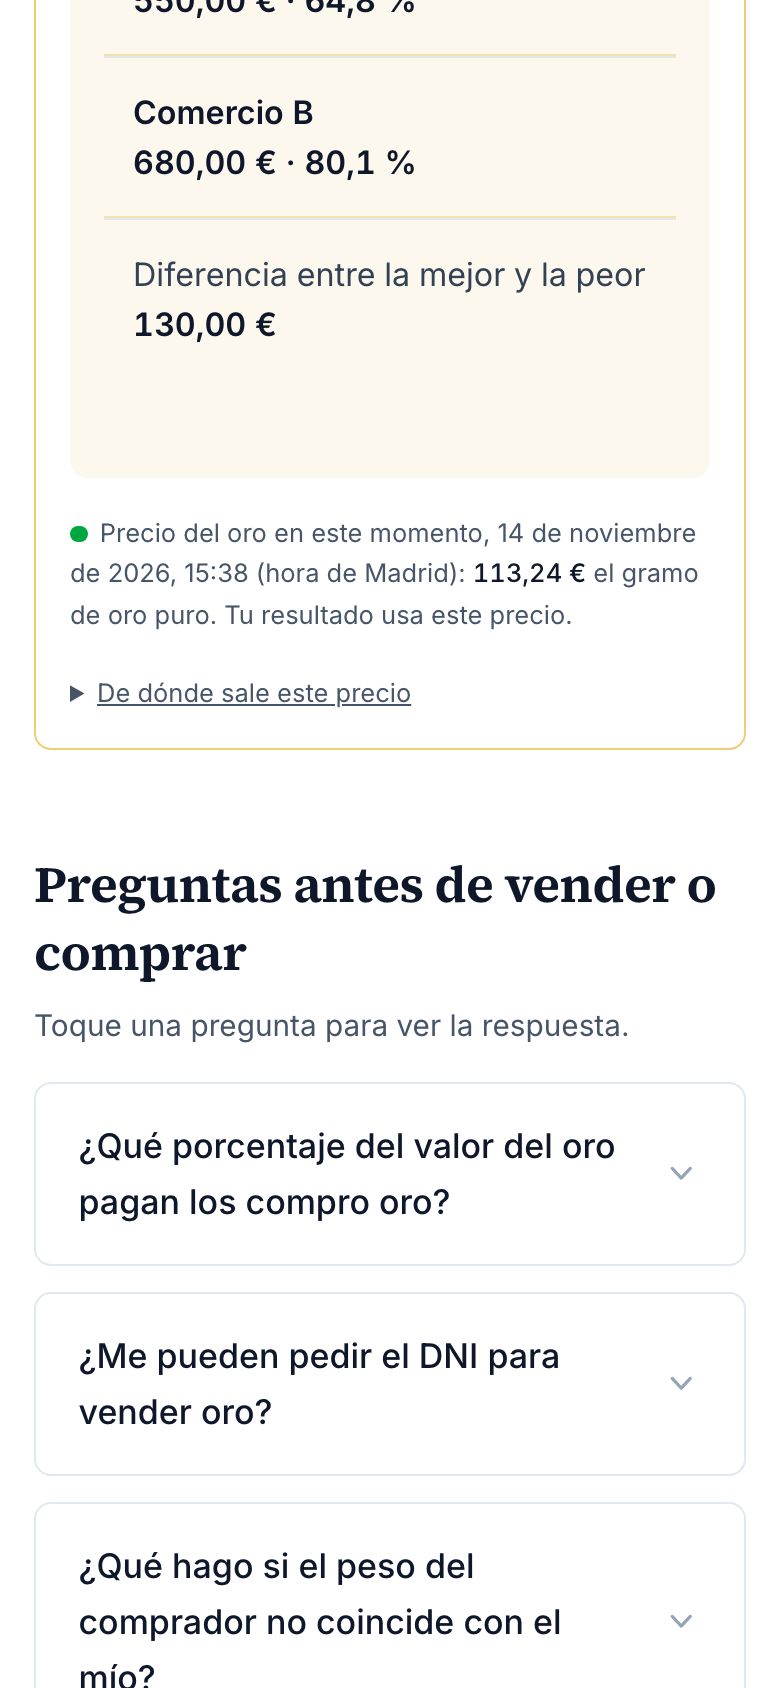 550,00 € · 64,8 %
Comercio B
680,00 € · 80,1 %
Diferencia entre la mejor y la peor
130,00 €
Precio del oro en este momento, 14 de noviembre
de 2026, 15:38 (hora de Madrid): 113,24 € el gramo
de oro puro. Tu resultado usa este precio.
De dónde sale este precio
Preguntas antes de vender o
comprar
Toque una pregunta para ver la respuesta.
¿Qué porcentaje del valor del oro
pagan los compro oro?
¿Me pueden pedir el DNI para
vender oro?
¿Qué hago si el peso del
comprador no coincide con el
mío?